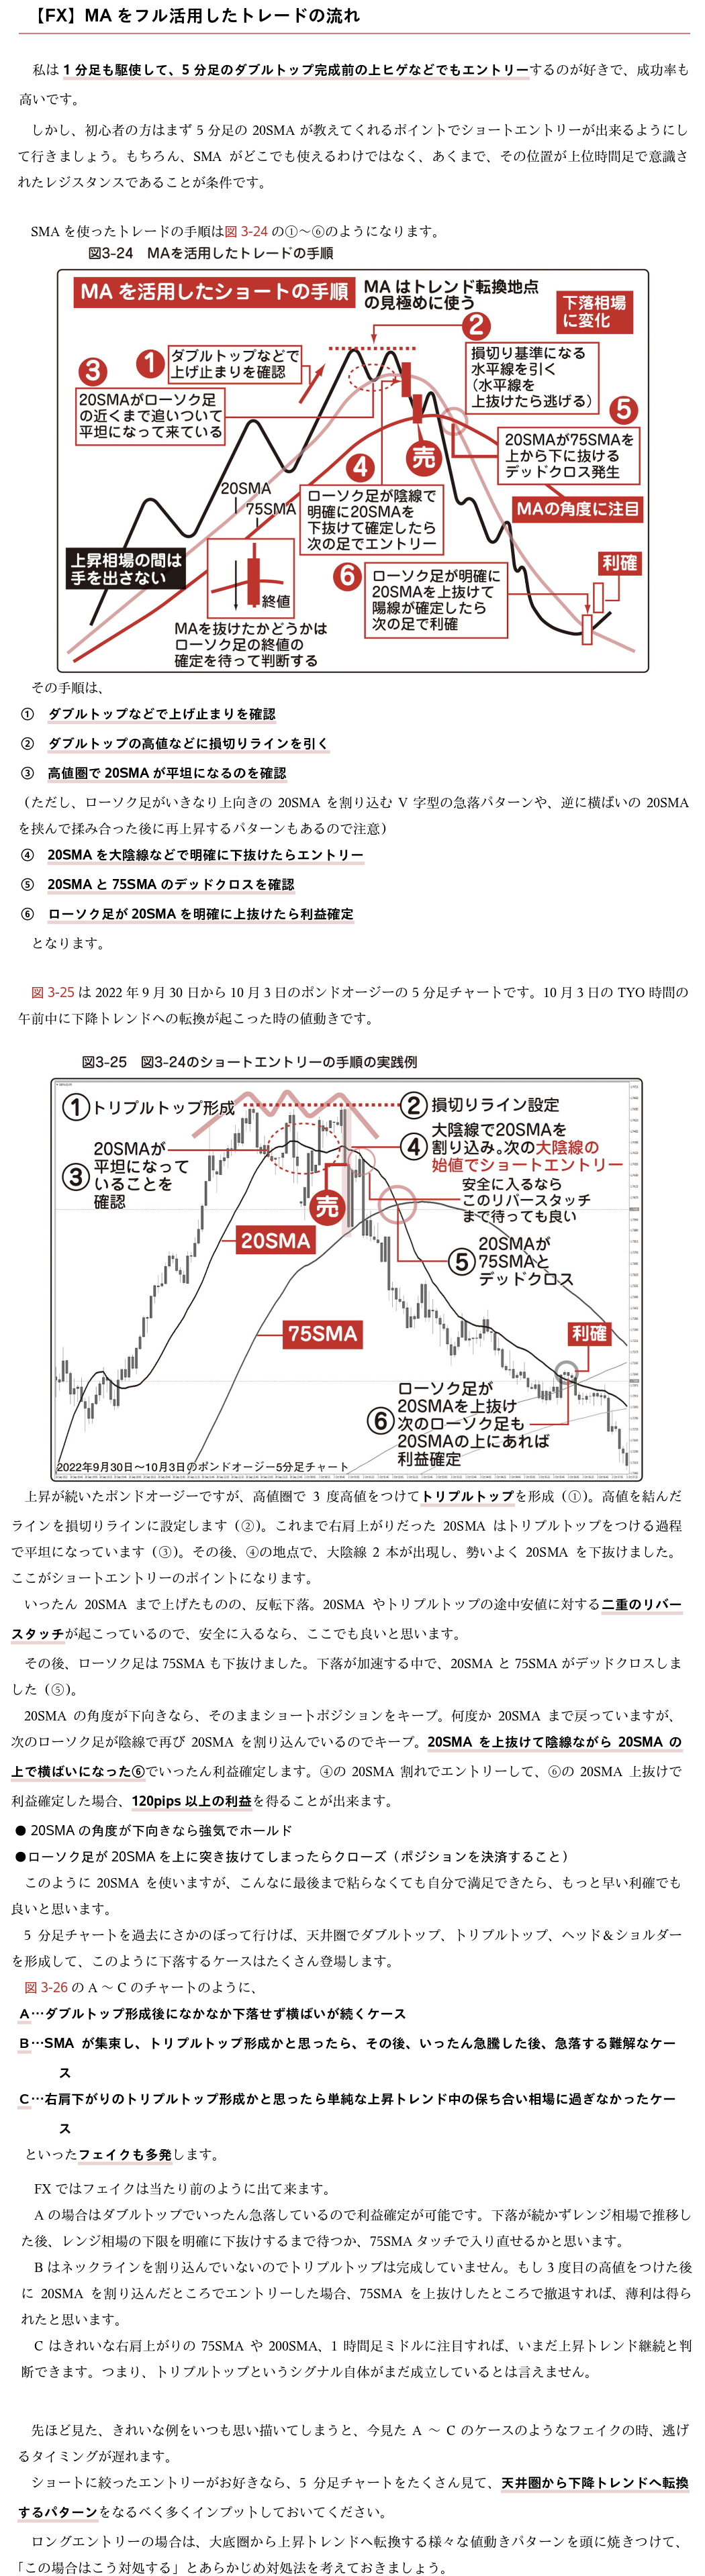 【FX】MA をフル活用したトレードの流れ
私は 1 分足も駆使して、5 分足のダブルトップ完成前の上ヒゲなどでもエントリーするのが好きで、成功率も
高いです。
しかし、初心者の方はまず 5 分足の 20SMA が教えてくれるポイントでショートエントリーが出来るようにし
て行きましょう。もちろん、SMA がどこでも使えるわけではなく、あくまで、その位置が上位時間足で意識さ
れたレジスタンスであることが条件です。
SMA を使ったトレードの手順は図 3-24 の①～⑥のようになります。
図3-24　MAを活用したトレードの手順
MA を活用したショートの手順
MA はトレンド転換地点
の見極めに使う
下落相場
に変化
❶
ダブルトップなどで
上げ止まりを確認
❷
損切り基準になる
水平線を引く
（水平線を
上抜けたら逃げる）
❸
20SMAがローソク足
の近くまで追いついて
平坦になって来ている
❺
20SMAが75SMAを
上から下に抜ける
デッドクロス発生
売
❹
ローソク足が陰線で
明確に20SMAを
下抜けて確定したら
次の足でエントリー
20SMA
75SMA
MAの角度に注目
上昇相場の間は
手を出さない
終値
MAを抜けたかどうかは
ローソク足の終値の
確定を待って判断する
❻
ローソク足が明確に
20SMAを上抜けて
陽線が確定したら
次の足で利確
利確
その手順は、
①　ダブルトップなどで上げ止まりを確認
②　ダブルトップの高値などに損切りラインを引く
③　高値圏で 20SMA が平坦になるのを確認
（ただし、ローソク足がいきなり上向きの 20SMA を割り込む V 字型の急落パターンや、逆に横ばいの 20SMA
を挟んで揉み合った後に再上昇するパターンもあるので注意）
④　20SMA を大陰線などで明確に下抜けたらエントリー
⑤　20SMA と 75SMA のデッドクロスを確認
⑥　ローソク足が 20SMA を明確に上抜けたら利益確定
となります。
図 3-25 は 2022 年 9 月 30 日から 10 月 3 日のポンドオージーの 5 分足チャートです。10 月 3 日の TYO 時間の
午前中に下降トレンドへの転換が起こった時の値動きです。
図3-25　図3-24のショートエントリーの手順の実践例
①トリプルトップ形成
②損切りライン設定
③
20SMAが
平坦になって
いることを
確認
④
大陰線で20SMAを
割り込み。次の大陰線の
始値でショートエントリー
安全に入るなら
このリバースタッチ
まで待っても良い
売
20SMA
⑤
20SMAが
75SMAと
デッドクロス
75SMA
利確
⑥
ローソク足が
20SMAを上抜け
次のローソク足も
20SMAの上にあれば
利益確定
2022年9月30日～10月3日のポンドオージー5分足チャート
上昇が続いたポンドオージーですが、高値圏で 3 度高値をつけてトリプルトップを形成（①）。高値を結んだ
ラインを損切りラインに設定します（②）。これまで右肩上がりだった 20SMA はトリプルトップをつける過程
で平坦になっています（③）。その後、④の地点で、大陰線 2 本が出現し、勢いよく 20SMA を下抜けました。
ここがショートエントリーのポイントになります。
いったん 20SMA まで上げたものの、反転下落。20SMA やトリプルトップの途中安値に対する二重のリバー
スタッチが起こっているので、安全に入るなら、ここでも良いと思います。
その後、ローソク足は 75SMA も下抜けました。下落が加速する中で、20SMA と 75SMA がデッドクロスしま
した（⑤）。
20SMA の角度が下向きなら、そのままショートポジションをキープ。何度か 20SMA まで戻っていますが、
次のローソク足が陰線で再び 20SMA を割り込んでいるのでキープ。20SMA を上抜けて陰線ながら 20SMA の
上で横ばいになった⑥でいったん利益確定します。④の 20SMA 割れでエントリーして、⑥の 20SMA 上抜けで
利益確定した場合、120pips 以上の利益を得ることが出来ます。
● 20SMA の角度が下向きなら強気でホールド
●ローソク足が 20SMA を上に突き抜けてしまったらクローズ（ポジションを決済すること）
このように 20SMA を使いますが、こんなに最後まで粘らなくても自分で満足できたら、もっと早い利確でも
良いと思います。
5 分足チャートを過去にさかのぼって行けば、天井圏でダブルトップ、トリプルトップ、ヘッド＆ショルダー
を形成して、このように下落するケースはたくさん登場します。
図 3-26 の A ～ C のチャートのように、
A…ダブルトップ形成後になかなか下落せず横ばいが続くケース
B…SMA が集束し、トリプルトップ形成かと思ったら、その後、いったん急騰した後、急落する難解なケー
ス
C…右肩下がりのトリプルトップ形成かと思ったら単純な上昇トレンド中の保ち合い相場に過ぎなかったケー
ス
といったフェイクも多発します。
FX ではフェイクは当たり前のように出て来ます。
A の場合はダブルトップでいったん急落しているので利益確定が可能です。下落が続かずレンジ相場で推移し
た後、レンジ相場の下限を明確に下抜けするまで待つか、75SMA タッチで入り直せるかと思います。
B はネックラインを割り込んでいないのでトリプルトップは完成していません。もし 3 度目の高値をつけた後
に 20SMA を割り込んだところでエントリーした場合、75SMA を上抜けしたところで撤退すれば、薄利は得ら
れたと思います。
C はきれいな右肩上がりの 75SMA や 200SMA、1 時間足ミドルに注目すれば、いまだ上昇トレンド継続と判
断できます。つまり、トリプルトップというシグナル自体がまだ成立しているとは言えません。
先ほど見た、きれいな例をいつも思い描いてしまうと、今見た A ～ C のケースのようなフェイクの時、逃げ
るタイミングが遅れます。
ショートに絞ったエントリーがお好きなら、5 分足チャートをたくさん見て、天井圏から下降トレンドへ転換
するパターンをなるべく多くインプットしておいてください。
ロングエントリーの場合は、大底圏から上昇トレンドへ転換する様々な値動きパターンを頭に焼きつけて、
「この場合はこう対処する」とあらかじめ対処法を考えておきましょう。